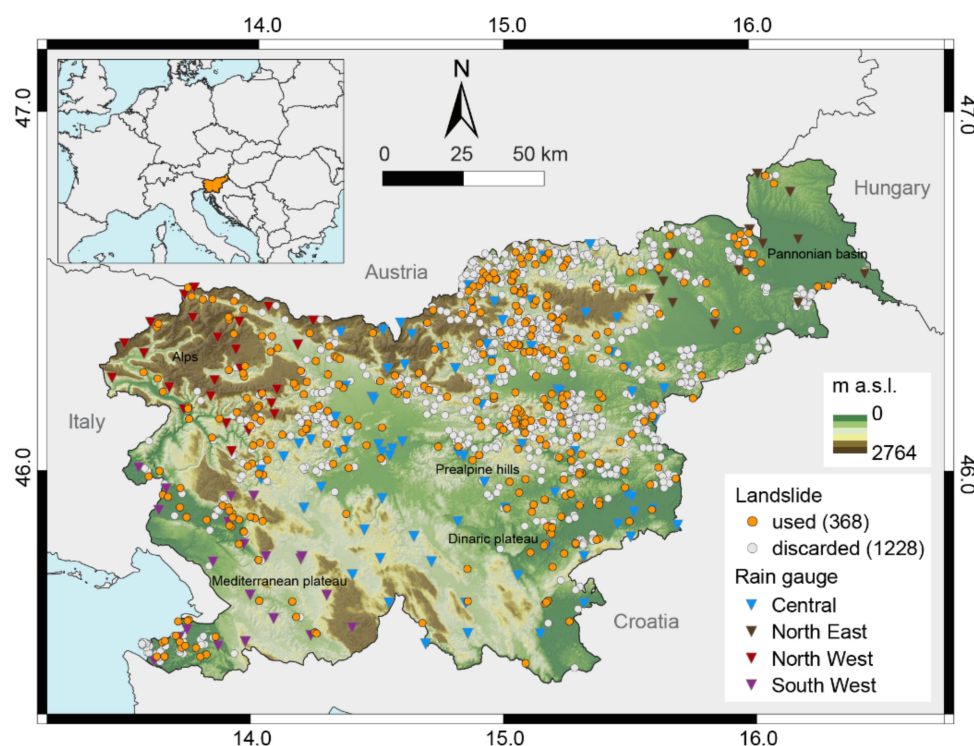 14.0 15.0 16.0
N
47.0
47.0
0 25 50 km
Hungary
Pannonian basin
Austria
Alps
m a.s.l.
0
2764
Italy
46.0
46.0
Prealpine hills
Landslide
used (368)
discarded (1228)
Dinaric plateau
Rain gauge
Mediterranean plateau
Central
Croatia
North East
North West
South West
14.0 15.0 16.0